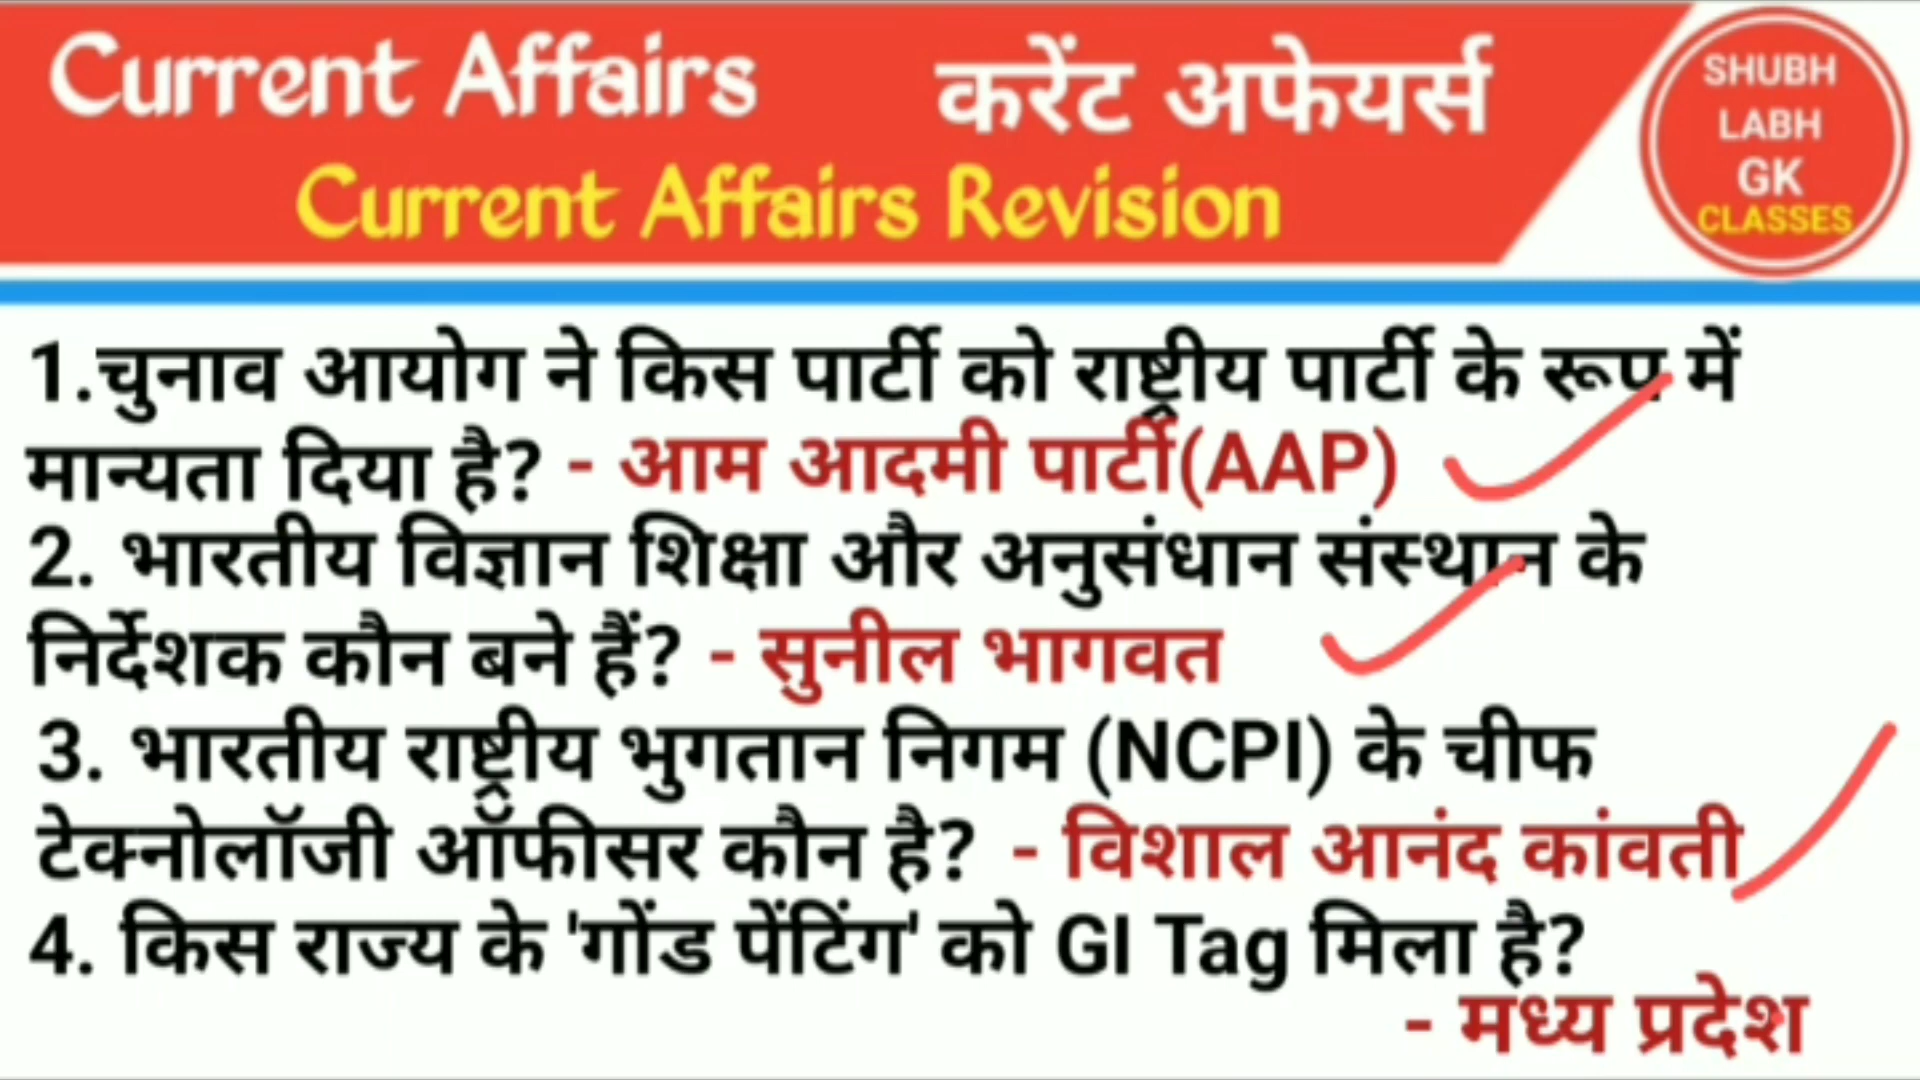 Current Affairs करेंट अफेयर्स
Current Affairs Revision
SHUBH
LABH
GK
CLASSES
1.चुनाव आयोग ने किस पार्टी को राष्ट्रीय पार्टी के रूप में
मान्यता दिया है? - आम आदमी पार्टी(AAP)
2. भारतीय विज्ञान शिक्षा और अनुसंधान संस्थान के
निर्देशक कौन बने हैं? - सुनील भागवत
3. भारतीय राष्ट्रीय भुगतान निगम (NCPI) के चीफ
टेक्नोलॉजी ऑफीसर कौन है? - विशाल आनंद कांवती
4. किस राज्य के 'गोंड पेंटिंग' को GI Tag मिला है?
- मध्य प्रदेश